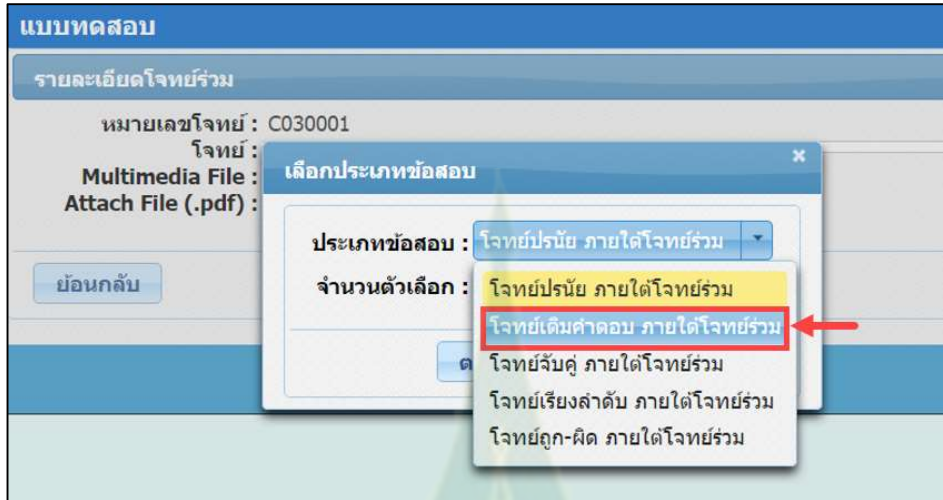 แบบทดสอบ
รายละเอียดโจทย์ร่วม
หมายเลขโจทย์ : C030001
โจทย์ :
Multimedia File :
Attach File (.pdf) :
ย้อนกลับ
เลือกประเภทข้อสอบ
ประเภทข้อสอบ : โจทย์ปรนัย ภายใต้โจทย์ร่วม
จำนวนตัวเลือก :
โจทย์ปรนัย ภายใต้โจทย์ร่วม
โจทย์เติมคำตอบ ภายใต้โจทย์ร่วม
โจทย์จับคู่ ภายใต้โจทย์ร่วม
โจทย์เรียงลำดับ ภายใต้โจทย์ร่วม
โจทย์ถูก-ผิด ภายใต้โจทย์ร่วม